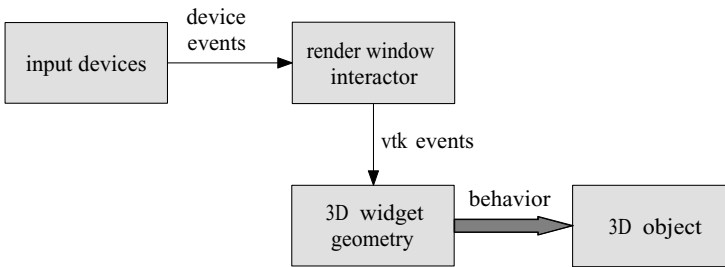 device
events
input devices
render window
interactor
vtk events
3D widget
geometry
behavior
3D object